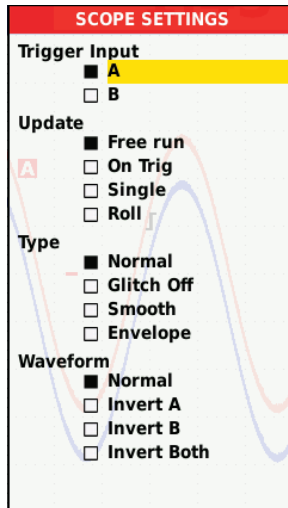 SCOPE SETTINGS
Trigger Input
A
B
Update
Free run
On Trig
A
Single
Roll
Type
Normal
Glitch Off
Smooth
Envelope
Waveform
Normal
Invert A
Invert B
Invert Both